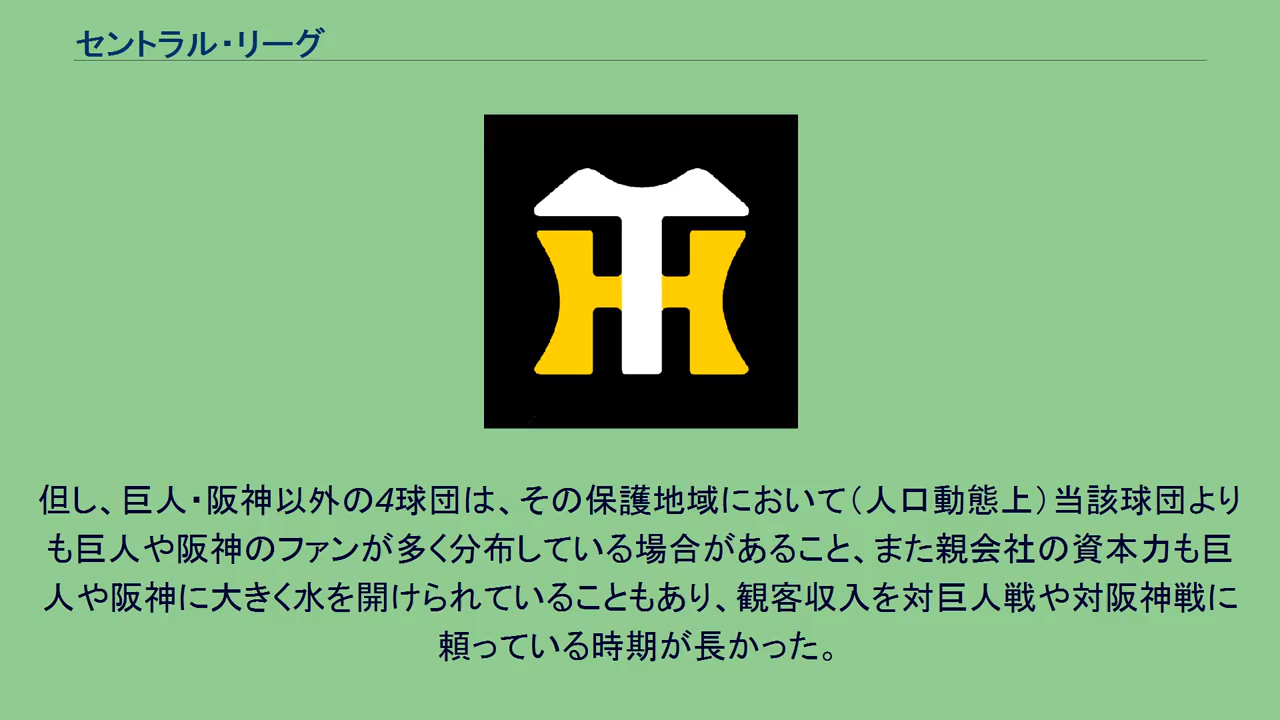 セントラル・リーグ
TH
但し、巨人・阪神以外の4球団は、その保護地域において（人口動態上）当該球団より
も巨人や阪神のファンが多く分布している場合があること、また親会社の資本力も巨
人や阪神に大きく水を開けられていることもあり、観客収入を対巨人戦や対阪神戦に
頼っている時期が長かった。